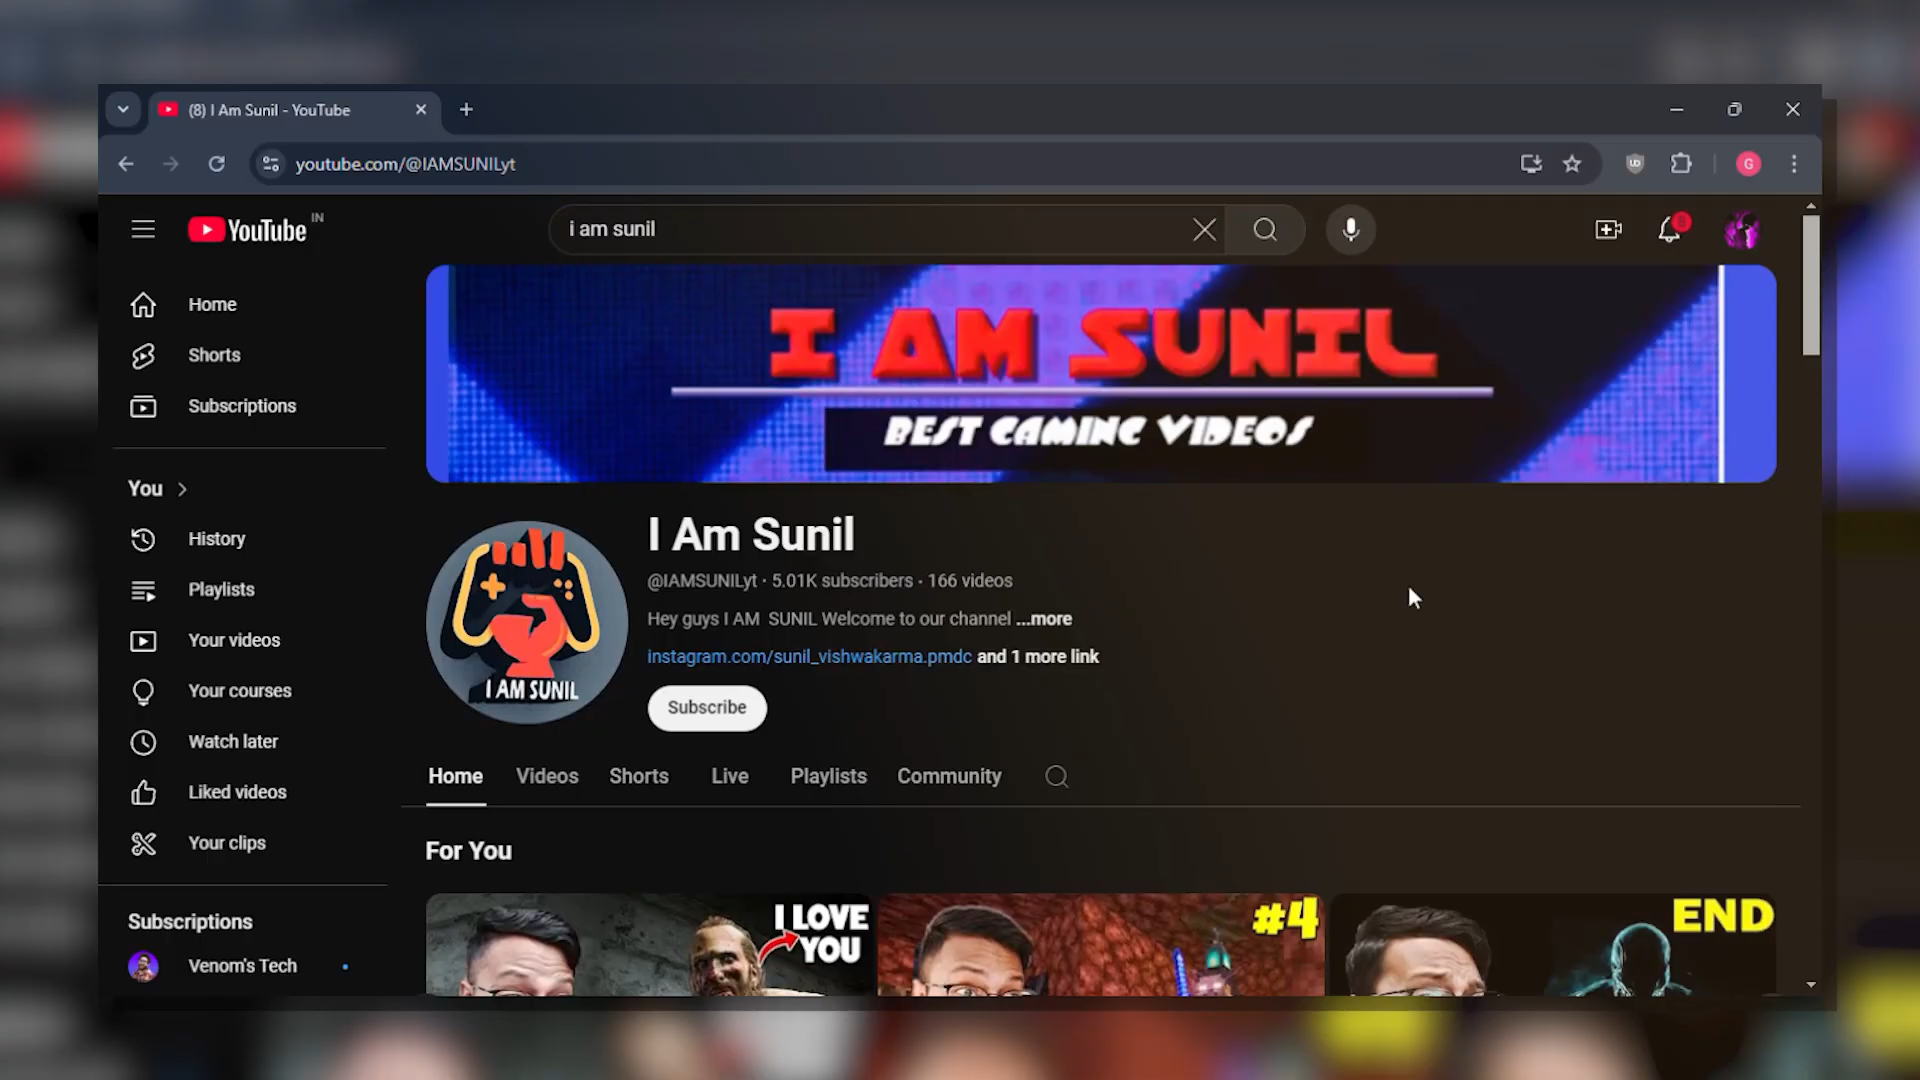 (8) I Am Sunil - YouTube
youtube.com/@IAMSUNILyt
G
YouTube IN
i am sunil
8
Home
Shorts
Subscriptions
You
History
Playlists
Your videos
Your courses
Watch later
Liked videos
Your clips
Subscriptions
Venom's Tech
I AM SUNIL
BEST GAMING VIDEOS
I AM SUNIL
I Am Sunil
@IAMSUNILyt · 5.01K subscribers · 166 videos
Hey guys I AM SUNIL Welcome to our channel ...more
instagram.com/sunil_vishwakarma.pmdc and 1 more link
Subscribe
Home Videos Shorts Live Playlists Community
For You
I LOVE
YOU
#4
END